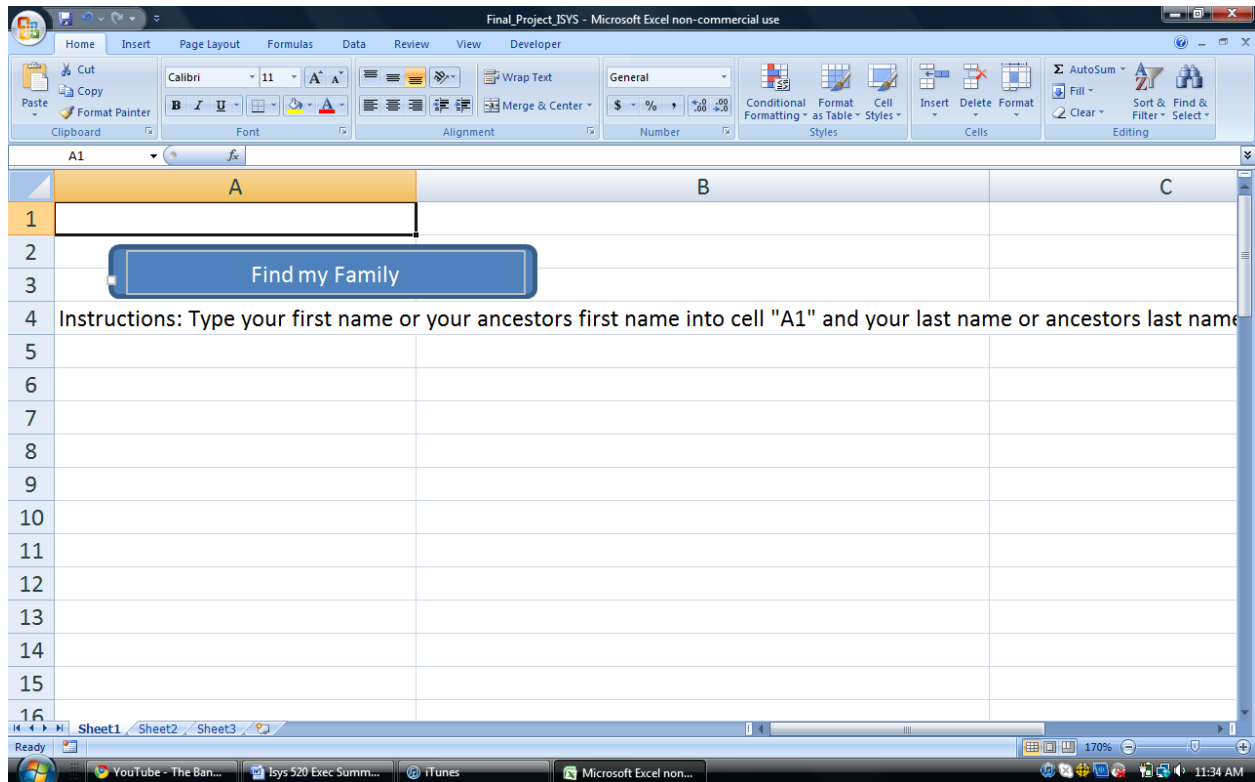 Final_Project_ISYS - Microsoft Excel non-commercial use
Home Insert Page Layout Formulas Data Review View Developer
Paste
Cut
Copy
Format Painter
Clipboard
Calibri 11
B I U
Font
Wrap Text
Merge & Center
Alignment
General
$ % ,
Number
Conditional Formatting
Format as Table
Cell Styles
Styles
Insert Delete Format
Cells
Σ AutoSum
Fill
Clear
Sort & Filter
Find & Select
Editing
A1 fx
A B C
1
2
Find my Family
3
4 Instructions: Type your first name or your ancestors first name into cell "A1" and your last name or ancestors last name
5
6
7
8
9
10
11
12
13
14
15
16
Sheet1 Sheet2 Sheet3
Ready 170%
YouTube - The Ban... Isys 520 Exec Summ... iTunes Microsoft Excel non... 11:34 AM